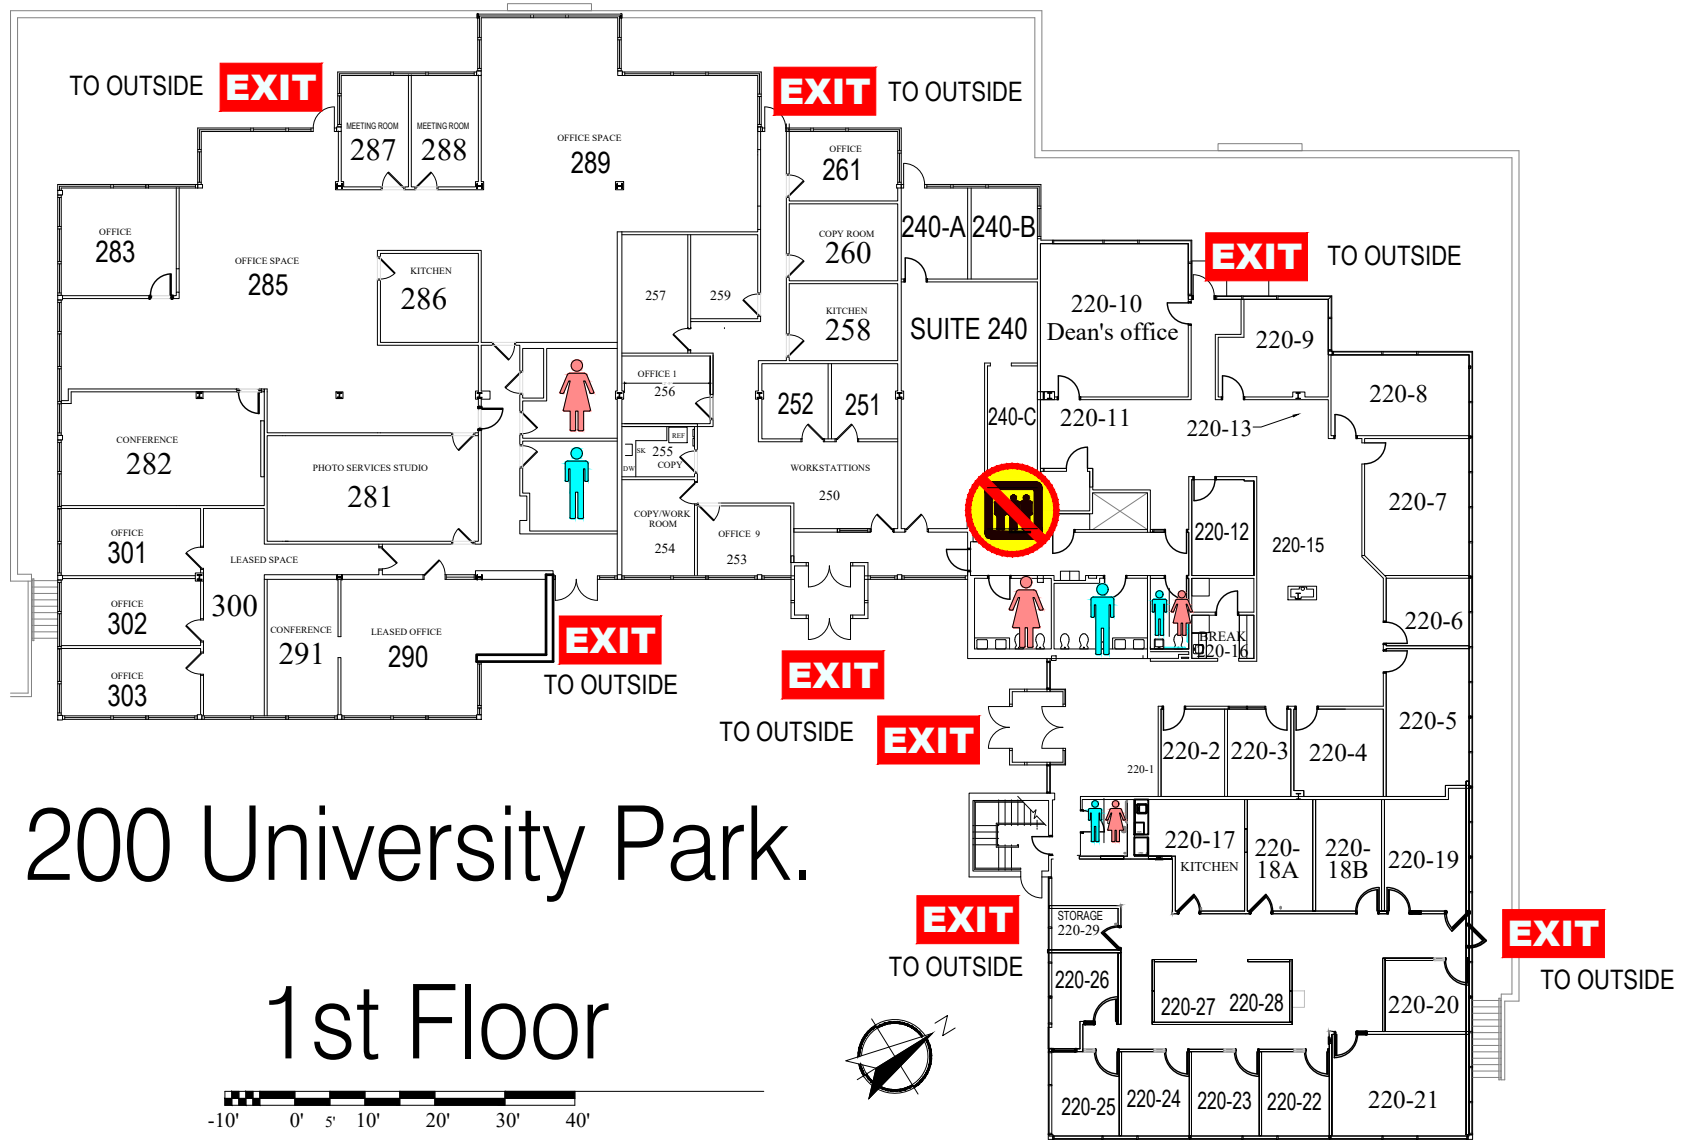 TO OUTSIDE EXIT
EXIT TO OUTSIDE
MEETING ROOM
287
MEETING ROOM
288
OFFICE SPACE
289
OFFICE
261
OFFICE
283
OFFICE SPACE
285
KITCHEN
286
257
259
COPY ROOM
260
240-A
240-B
EXIT TO OUTSIDE
KITCHEN
258
SUITE 240
220-10
Dean's office
220-9
OFFICE 1
256
252
251
240-C
220-11
220-13
220-8
CONFERENCE
282
PHOTO SERVICES STUDIO
281
REF
SK
255
DW
COPY
WORKSTATTIONS
250
220-7
OFFICE
301
LEASED SPACE
COPY/WORK
ROOM
254
OFFICE 9
253
220-12
220-15
OFFICE
302
300
CONFERENCE
291
LEASED OFFICE
290
EXIT
TO OUTSIDE
220-6
BREAK
220-16
OFFICE
303
EXIT
TO OUTSIDE
EXIT
220-5
220-2
220-3
220-4
220-1
200 University Park.
220-17
KITCHEN
220-
18A
220-
18B
220-19
EXIT
TO OUTSIDE
STORAGE
220-29
EXIT
TO OUTSIDE
220-26
220-27
220-28
220-20
1st Floor
N
220-25
220-24
220-23
220-22
220-21
-10' 0' 5' 10' 20' 30' 40'